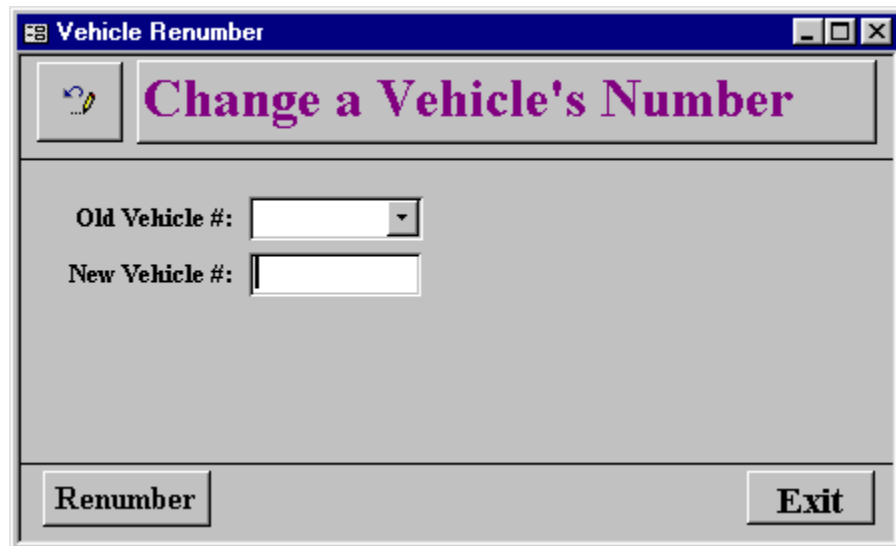 Vehicle Renumber
Change a Vehicle's Number
Old Vehicle #:
New Vehicle #:
Renumber
Exit